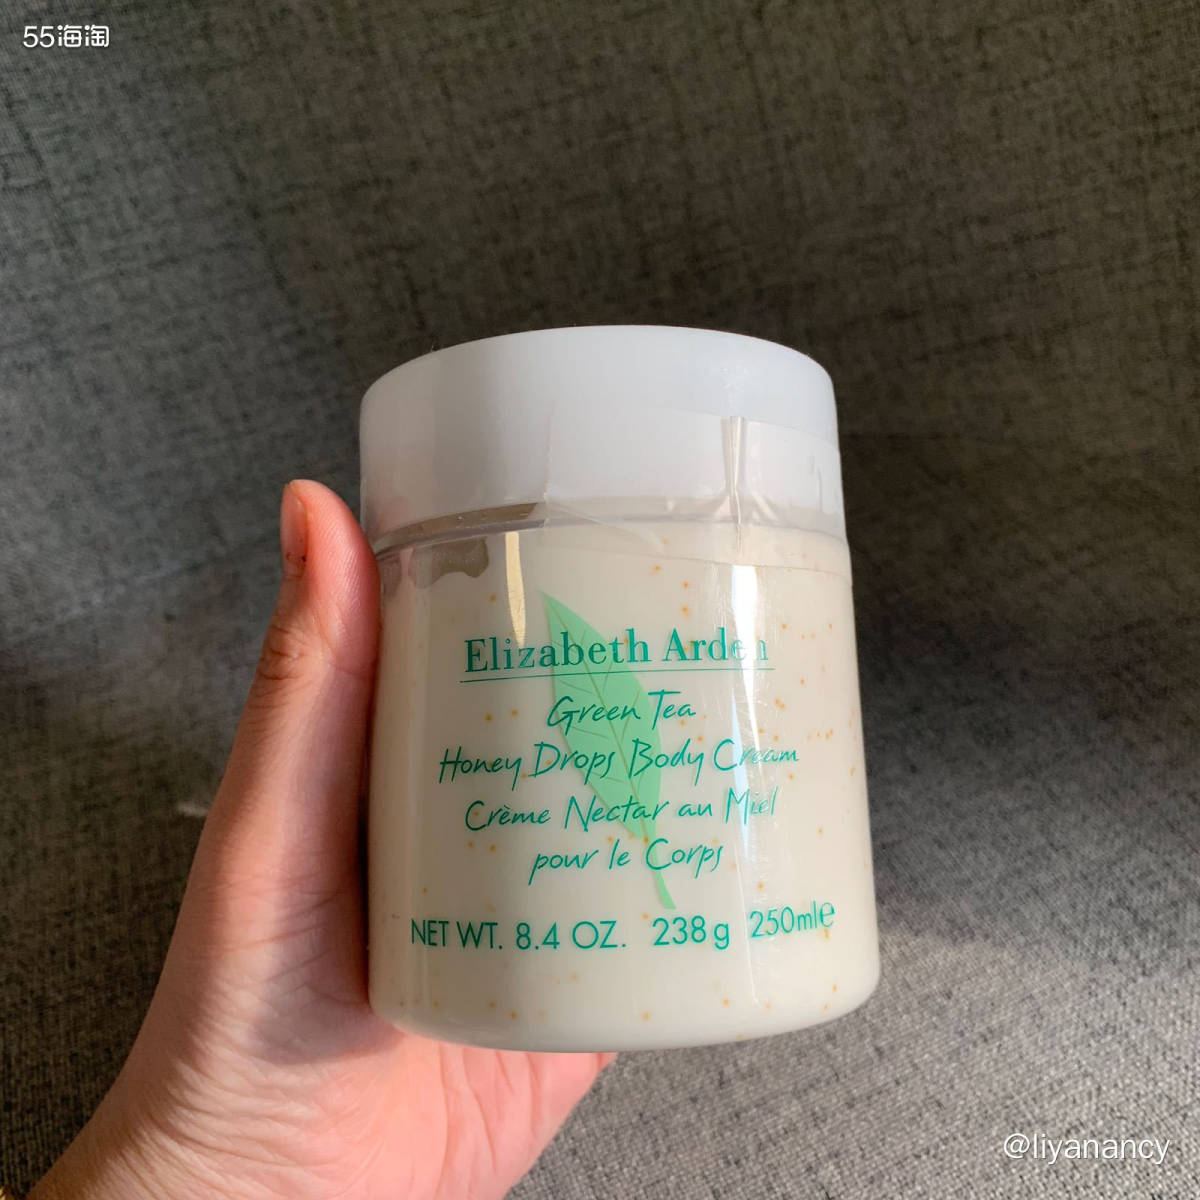 55海淘
Elizabeth Arden
Green Tea
Honey Drops Body Cream
Crème Nectar au Miel
pour le Corps
NET WT. 8.4 OZ. 238g 250ml℮
@liyanancy